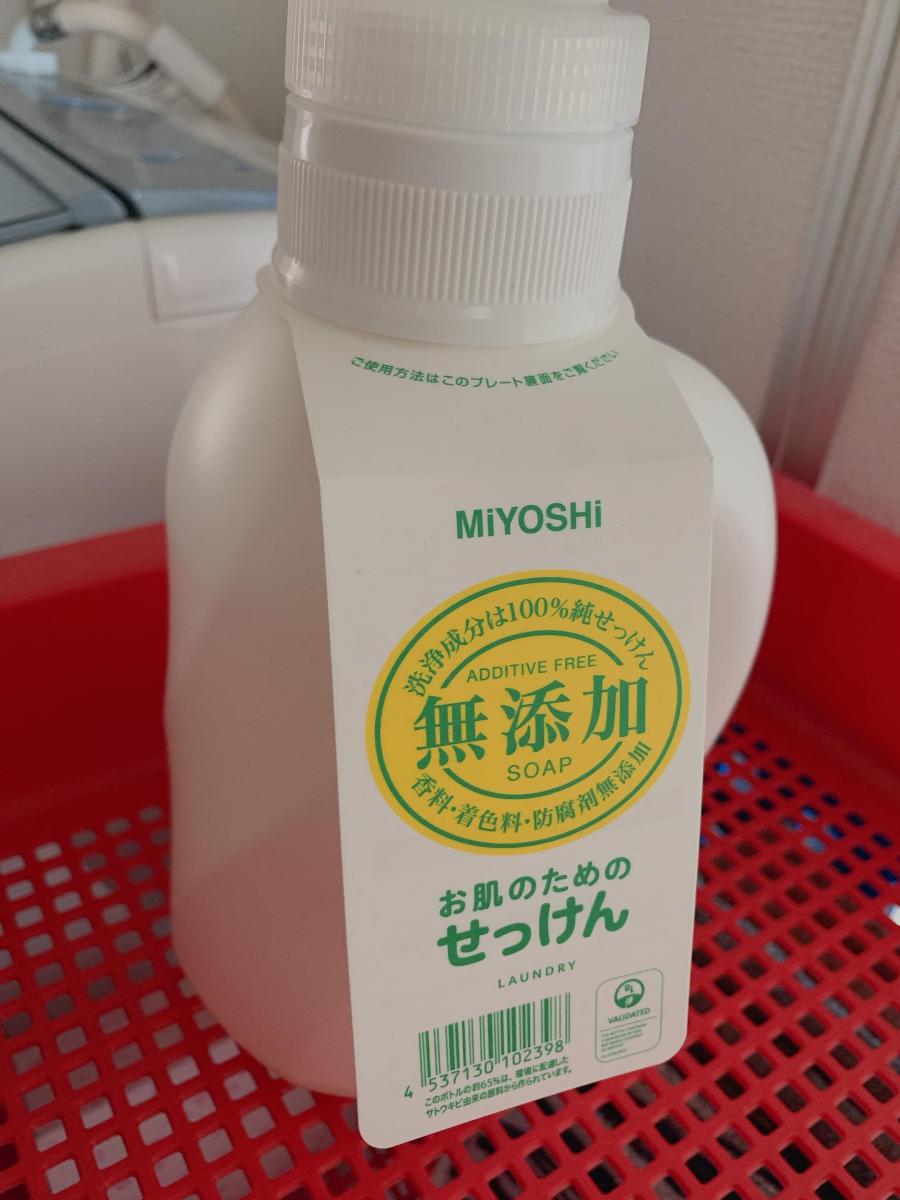 ご使用方法はこのプレート裏面をご覧ください
MiYOSHi
洗浄成分は100%純せっけん
ADDITIVE FREE
無添加
SOAP
香料・着色料・防腐剤無添加
お肌のための
せっけん
LAUNDRY
UL
VALIDATED
4 537130 102398
このボトルの約65%は、環境に配慮した
サトウキビ由来の原料から作られています。